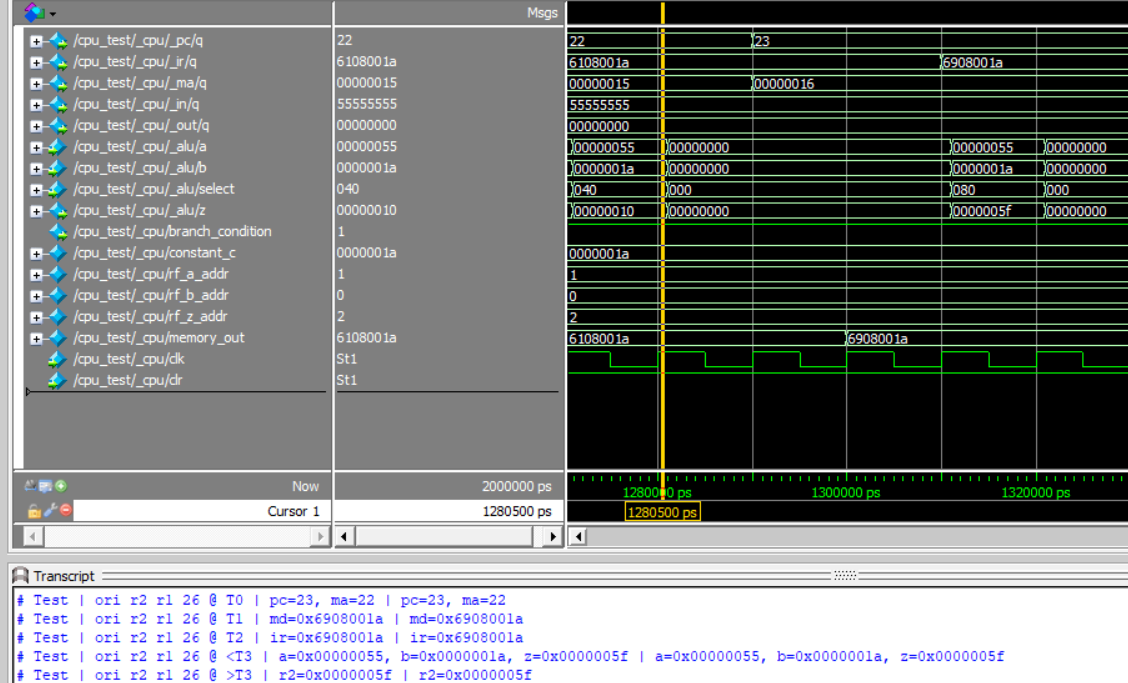 Msgs
/cpu_test/_cpu/_pc/q 22 22 23
/cpu_test/_cpu/_ir/q 6108001a 6108001a 6908001a
/cpu_test/_cpu/_ma/q 00000015 00000015 00000016
/cpu_test/_cpu/_in/q 55555555 55555555
/cpu_test/_cpu/_out/q 00000000 00000000
/cpu_test/_cpu/_alu/a 00000055 00000055 00000000 00000055 00000000
/cpu_test/_cpu/_alu/b 0000001a 0000001a 00000000 0000001a 00000000
/cpu_test/_cpu/_alu/select 040 040 000 080 000
/cpu_test/_cpu/_alu/z 00000010 00000010 00000000 0000005f 00000000
/cpu_test/_cpu/branch_condition 1
/cpu_test/_cpu/constant_c 0000001a 0000001a
/cpu_test/_cpu/rf_a_addr 1 1
/cpu_test/_cpu/rf_b_addr 0 0
/cpu_test/_cpu/rf_z_addr 2 2
/cpu_test/_cpu/memory_out 6108001a 6108001a 6908001a
/cpu_test/_cpu/clk St1
/cpu_test/_cpu/clr St1
Now 2000000 ps 1280000 ps 1300000 ps 1320000 ps
Cursor 1 1280500 ps 1280500 ps
Transcript
# Test | ori r2 r1 26 @ T0 | pc=23, ma=22 | pc=23, ma=22
# Test | ori r2 r1 26 @ T1 | md=0x6908001a | md=0x6908001a
# Test | ori r2 r1 26 @ T2 | ir=0x6908001a | ir=0x6908001a
# Test | ori r2 r1 26 @ <T3 | a=0x00000055, b=0x0000001a, z=0x0000005f | a=0x00000055, b=0x0000001a, z=0x0000005f
# Test | ori r2 r1 26 @ >T3 | r2=0x0000005f | r2=0x0000005f